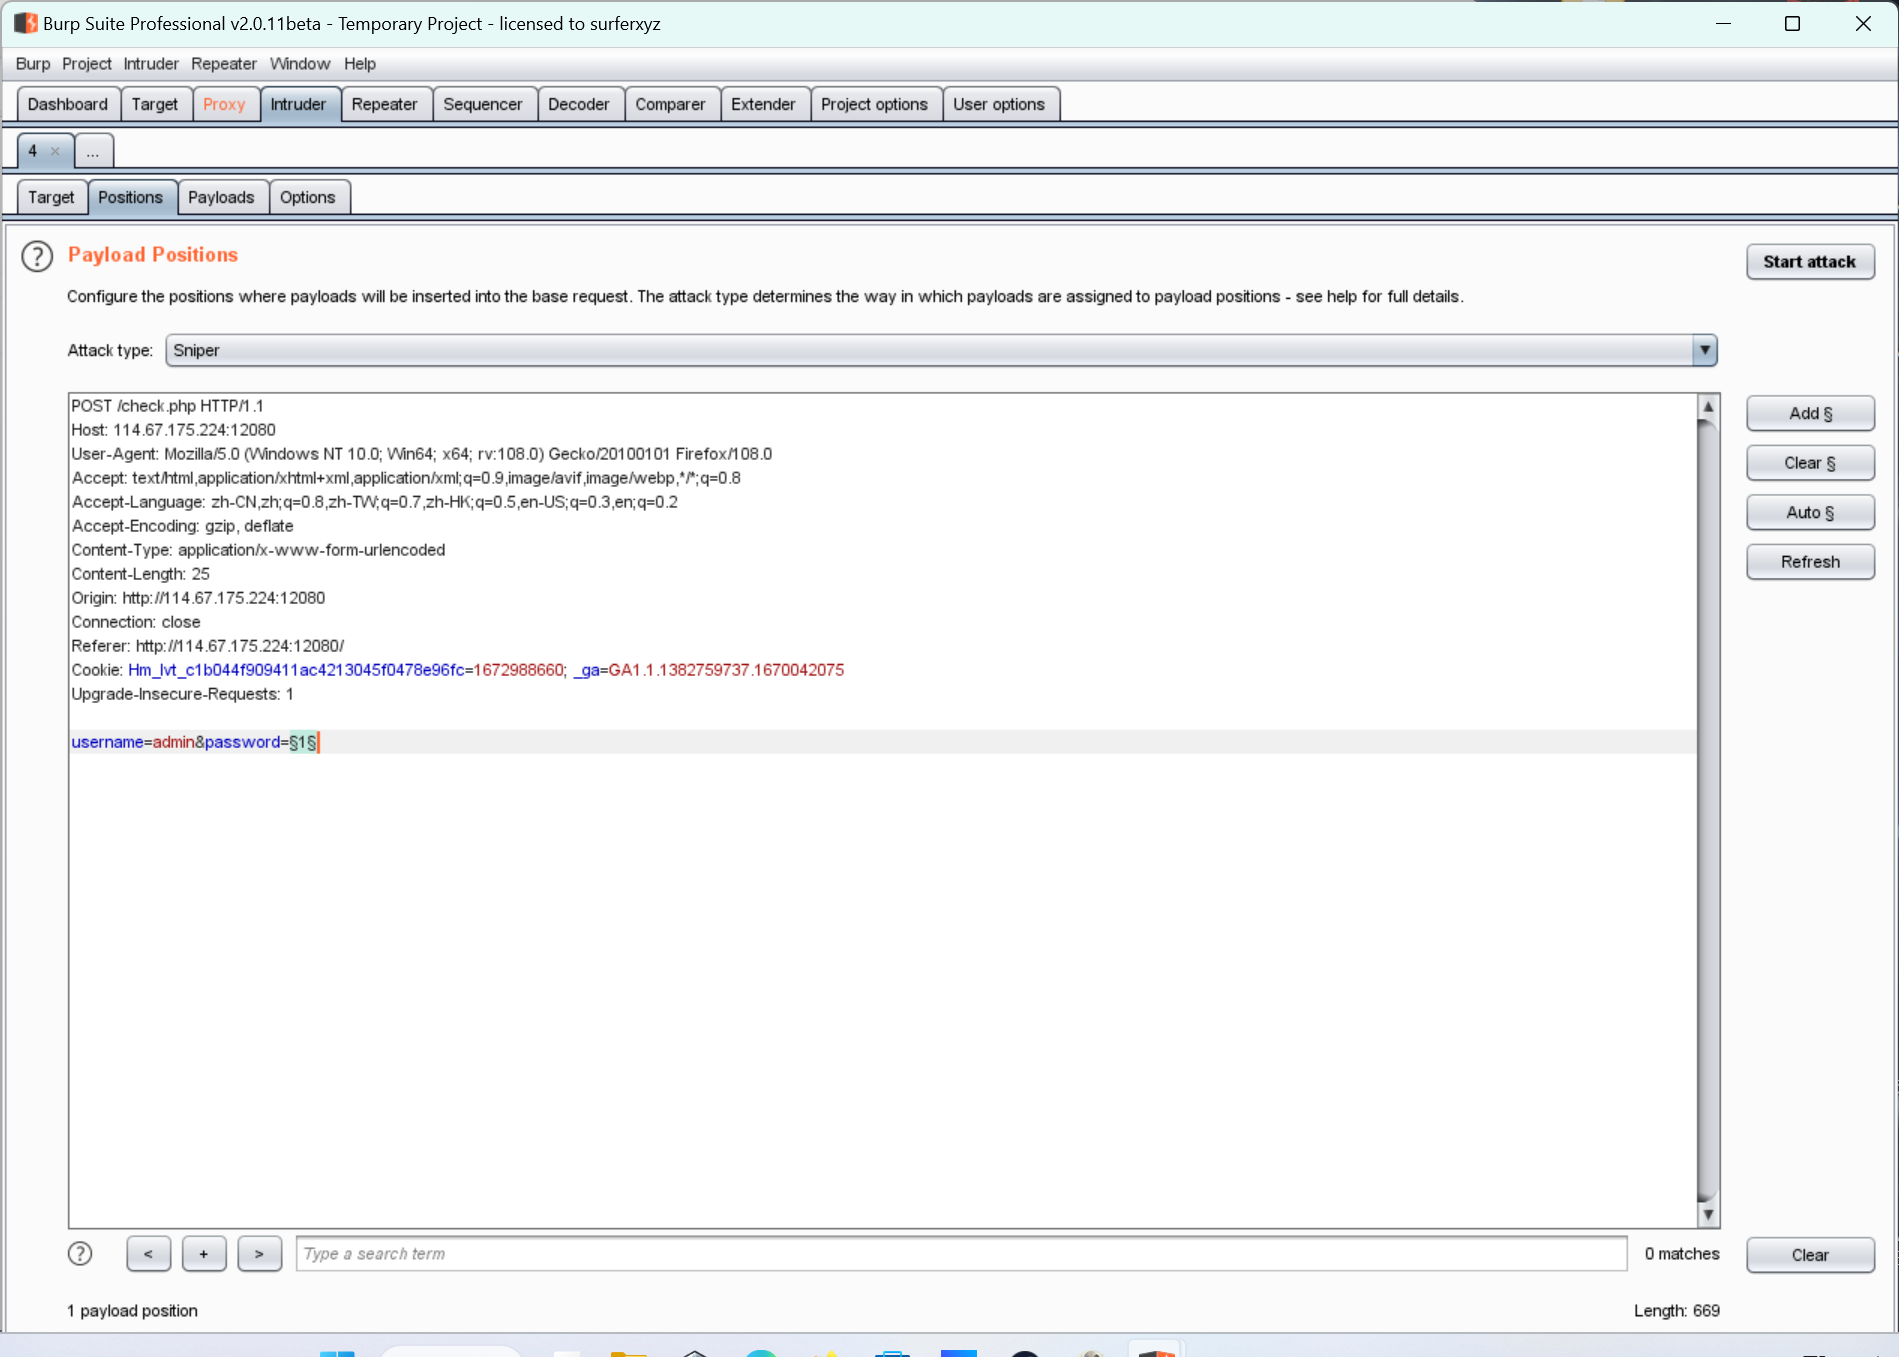 Burp Suite Professional v2.0.11beta - Temporary Project - licensed to surferxyz
Burp Project Intruder Repeater Window Help
Dashboard Target Proxy Intruder Repeater Sequencer Decoder Comparer Extender Project options User options
4 × ...
Target Positions Payloads Options
? Payload Positions
Start attack
Configure the positions where payloads will be inserted into the base request. The attack type determines the way in which payloads are assigned to payload positions - see help for full details.
Attack type: Sniper
POST /check.php HTTP/1.1
Host: 114.67.175.224:12080
User-Agent: Mozilla/5.0 (Windows NT 10.0; Win64; x64; rv:108.0) Gecko/20100101 Firefox/108.0
Accept: text/html,application/xhtml+xml,application/xml;q=0.9,image/avif,image/webp,*/*;q=0.8
Accept-Language: zh-CN,zh;q=0.8,zh-TW;q=0.7,zh-HK;q=0.5,en-US;q=0.3,en;q=0.2
Accept-Encoding: gzip, deflate
Content-Type: application/x-www-form-urlencoded
Content-Length: 25
Origin: http://114.67.175.224:12080
Connection: close
Referer: http://114.67.175.224:12080/
Cookie: Hm_lvt_c1b044f909411ac4213045f0478e96fc=1672988660; _ga=GA1.1.1382759737.1670042075
Upgrade-Insecure-Requests: 1
username=admin&password=§1§
Add §
Clear §
Auto §
Refresh
? < + > Type a search term 0 matches Clear
1 payload position Length: 669